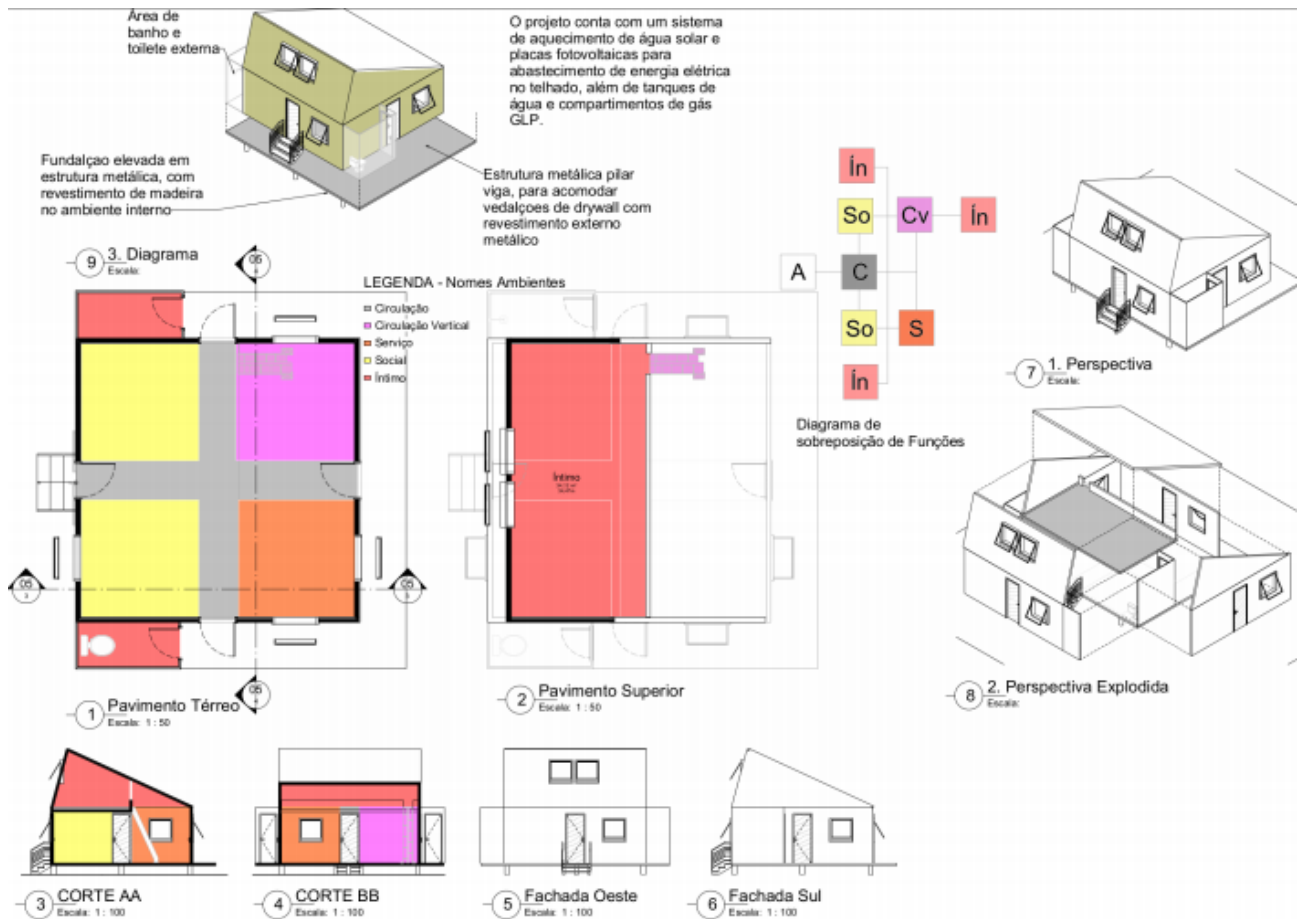 Área de
banho e
toilete externa
O projeto conta com um sistema
de aquecimento de água solar e
placas fotovoltaicas para
abastecimento de energia elétrica
no telhado, além de tanques de
água e compartimentos de gás
GLP.
Fundalçao elevada em
estrutura metálica, com
revestimento de madeira
no ambiente interno
Estrutura metálica pilar
viga, para acomodar
vedalçoes de drywall com
revestimento externo
metálico
9 3. Diagrama
Escala:
05
LEGENDA - Nomes Ambientes
Circulação
Circulação Vertical
Serviço
Social
Íntimo
Ín
So Cv Ín
A C
So S
Ín
Diagrama de
sobreposição de Funções
7 1. Perspectiva
Escala:
Íntimo
05
05
05
1 Pavimento Térreo
Escala: 1 : 50
2 Pavimento Superior
Escala: 1 : 50
8 2. Perspectiva Explodida
Escala:
3 CORTE AA
Escala: 1 : 100
4 CORTE BB
Escala: 1 : 100
5 Fachada Oeste
Escala: 1 : 100
6 Fachada Sul
Escala: 1 : 100